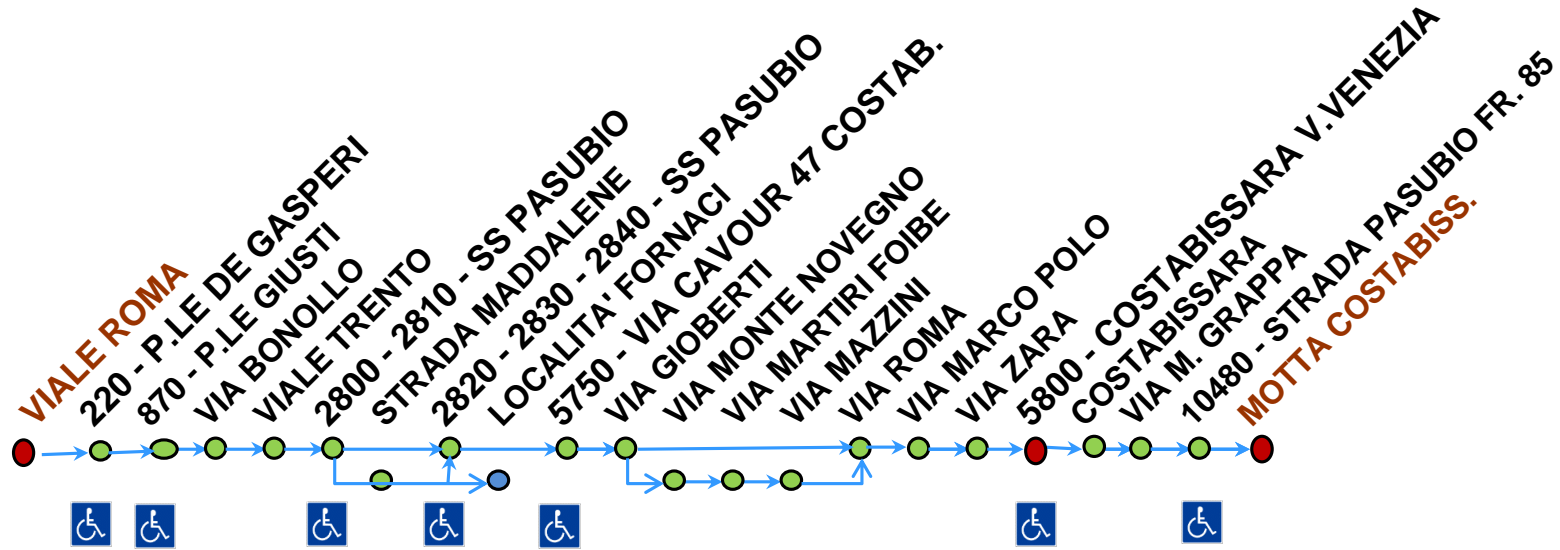 VIALE ROMA
220 - P.LE DE GASPERI
870 - P.LE GIUSTI
VIA BONOLLO
VIALE TRENTO
2800 - 2810 - SS PASUBIO
STRADA MADDALENE
2820 - 2830 - 2840 - SS PASUBIO
LOCALITA' FORNACI
5750 - VIA CAVOUR 47 COSTAB.
VIA GIOBERTI
VIA MONTE NOVEGNO
VIA MARTIRI FOIBE
VIA MAZZINI
VIA ROMA
VIA MARCO POLO
VIA ZARA
5800 - COSTABISSARA V.VENEZIA
COSTABISSARA
VIA M. GRAPPA
10480 - STRADA PASUBIO FR. 85
MOTTA COSTABISS.